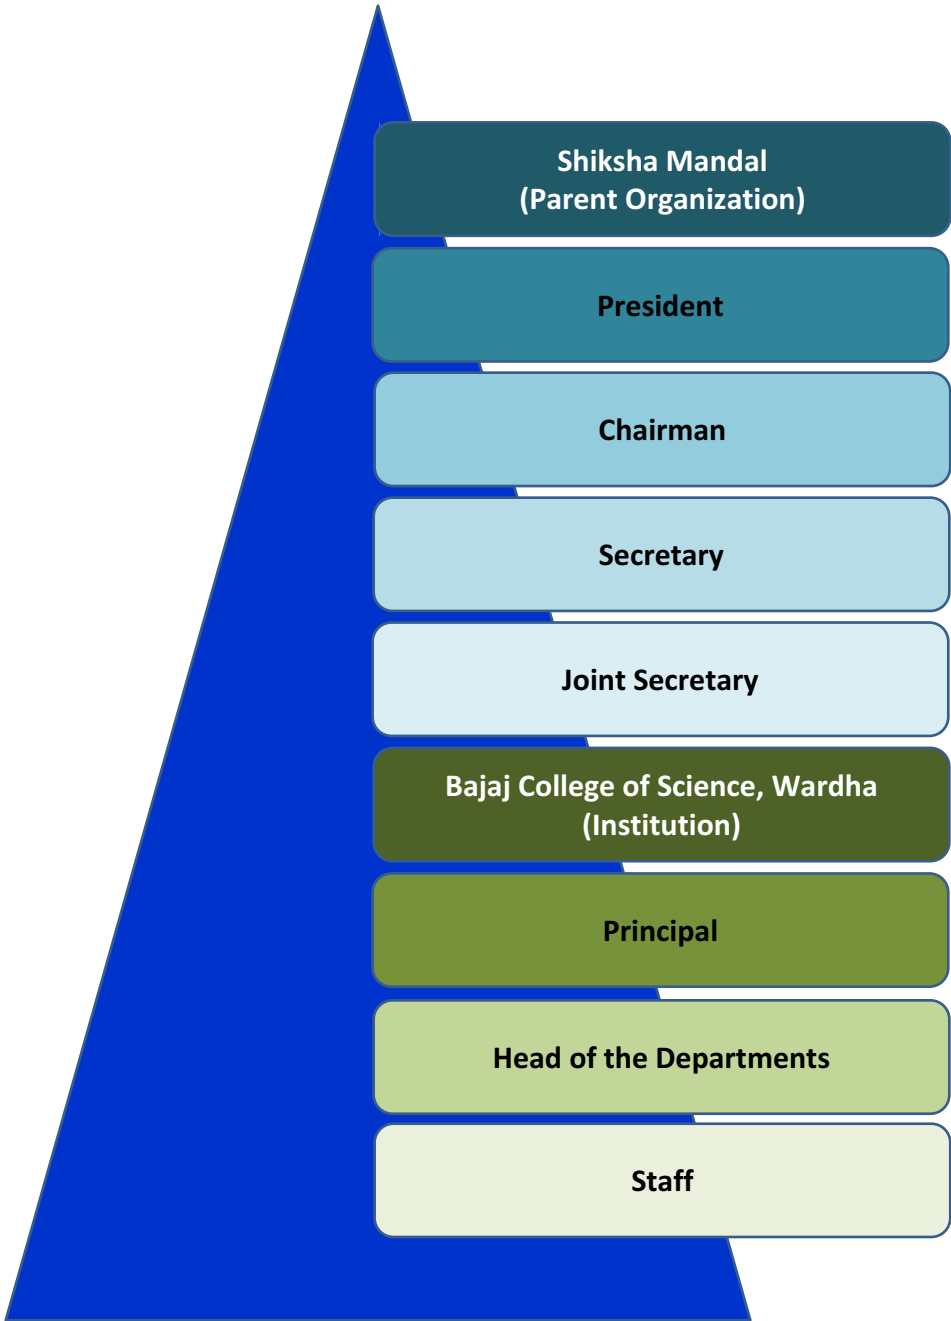 Shiksha Mandal
(Parent Organization)
President
Chairman
Secretary
Joint Secretary
Bajaj College of Science, Wardha
(Institution)
Principal
Head of the Departments
Staff